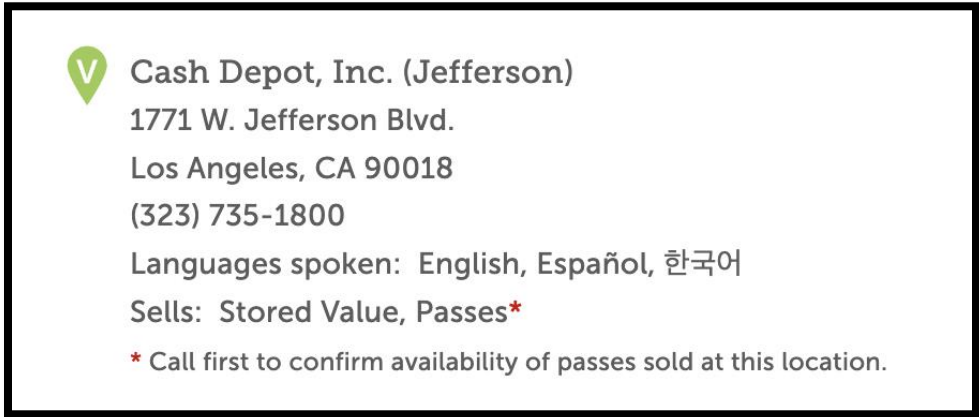 V
Cash Depot, Inc. (Jefferson)
1771 W. Jefferson Blvd.
Los Angeles, CA 90018
(323) 735-1800
Languages spoken: English, Español, 한국어
Sells: Stored Value, Passes*
* Call first to confirm availability of passes sold at this location.